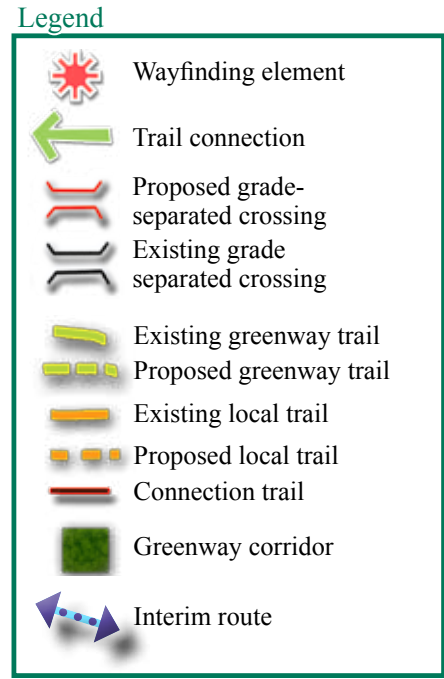 Legend
Wayfinding element
Trail connection
Proposed grade-
separated crossing
Existing grade
separated crossing
Existing greenway trail
Proposed greenway trail
Existing local trail
Proposed local trail
Connection trail
Greenway corridor
Interim route